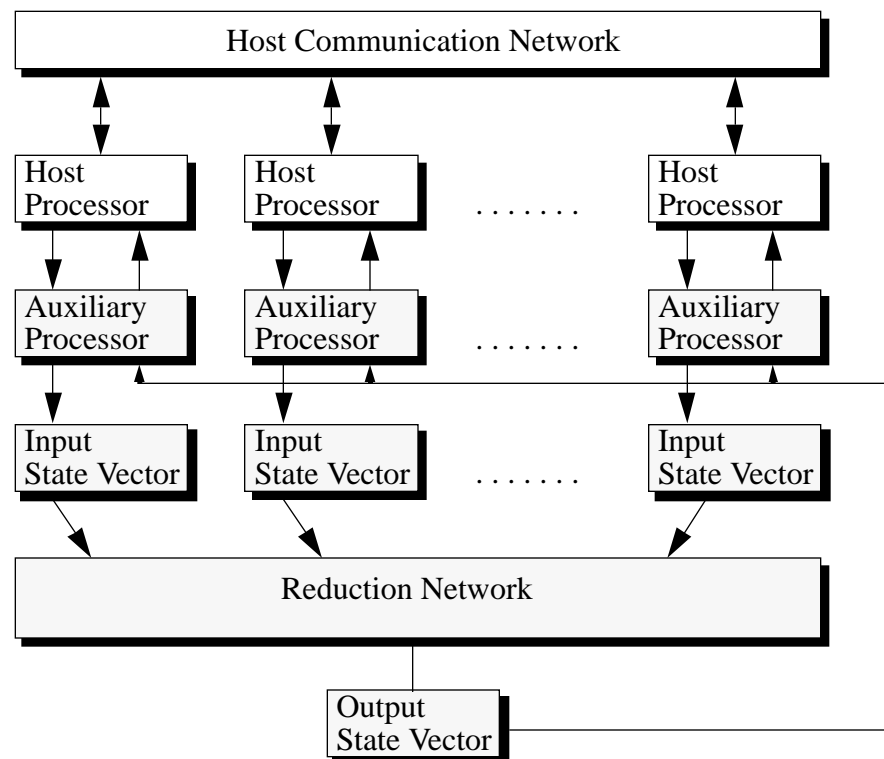 Host Communication Network
Host
Processor
Host
Processor
. . . . . . .
Host
Processor
Auxiliary
Processor
Auxiliary
Processor
. . . . . . .
Auxiliary
Processor
Input
State Vector
Input
State Vector
. . . . . . .
Input
State Vector
Reduction Network
Output
State Vector